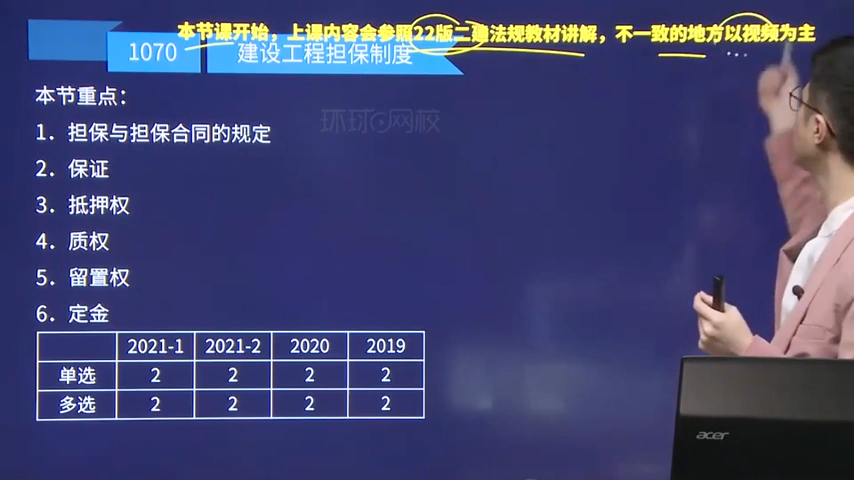 本节课开始，上课内容会参照22版二建法规教材讲解，不一致的地方以视频为主
1070 建设工程担保制度
本节重点：
环球网校
1．担保与担保合同的规定
2．保证
3．抵押权
4．质权
5．留置权
6．定金
2021-1 2021-2 2020 2019
单选 2 2 2 2
多选 2 2 2 2
acer